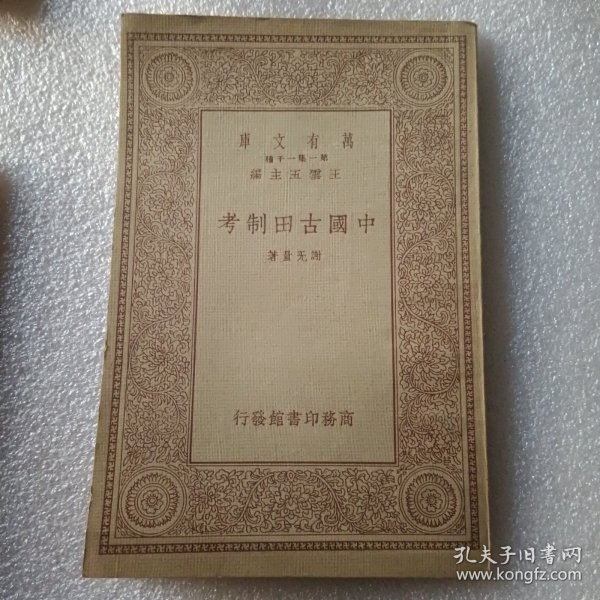 萬有文庫
第一集一千種
王雲五主編
中國古田制考
謝无量著
商務印書館發行
孔夫子旧书网
www.kongfz.com